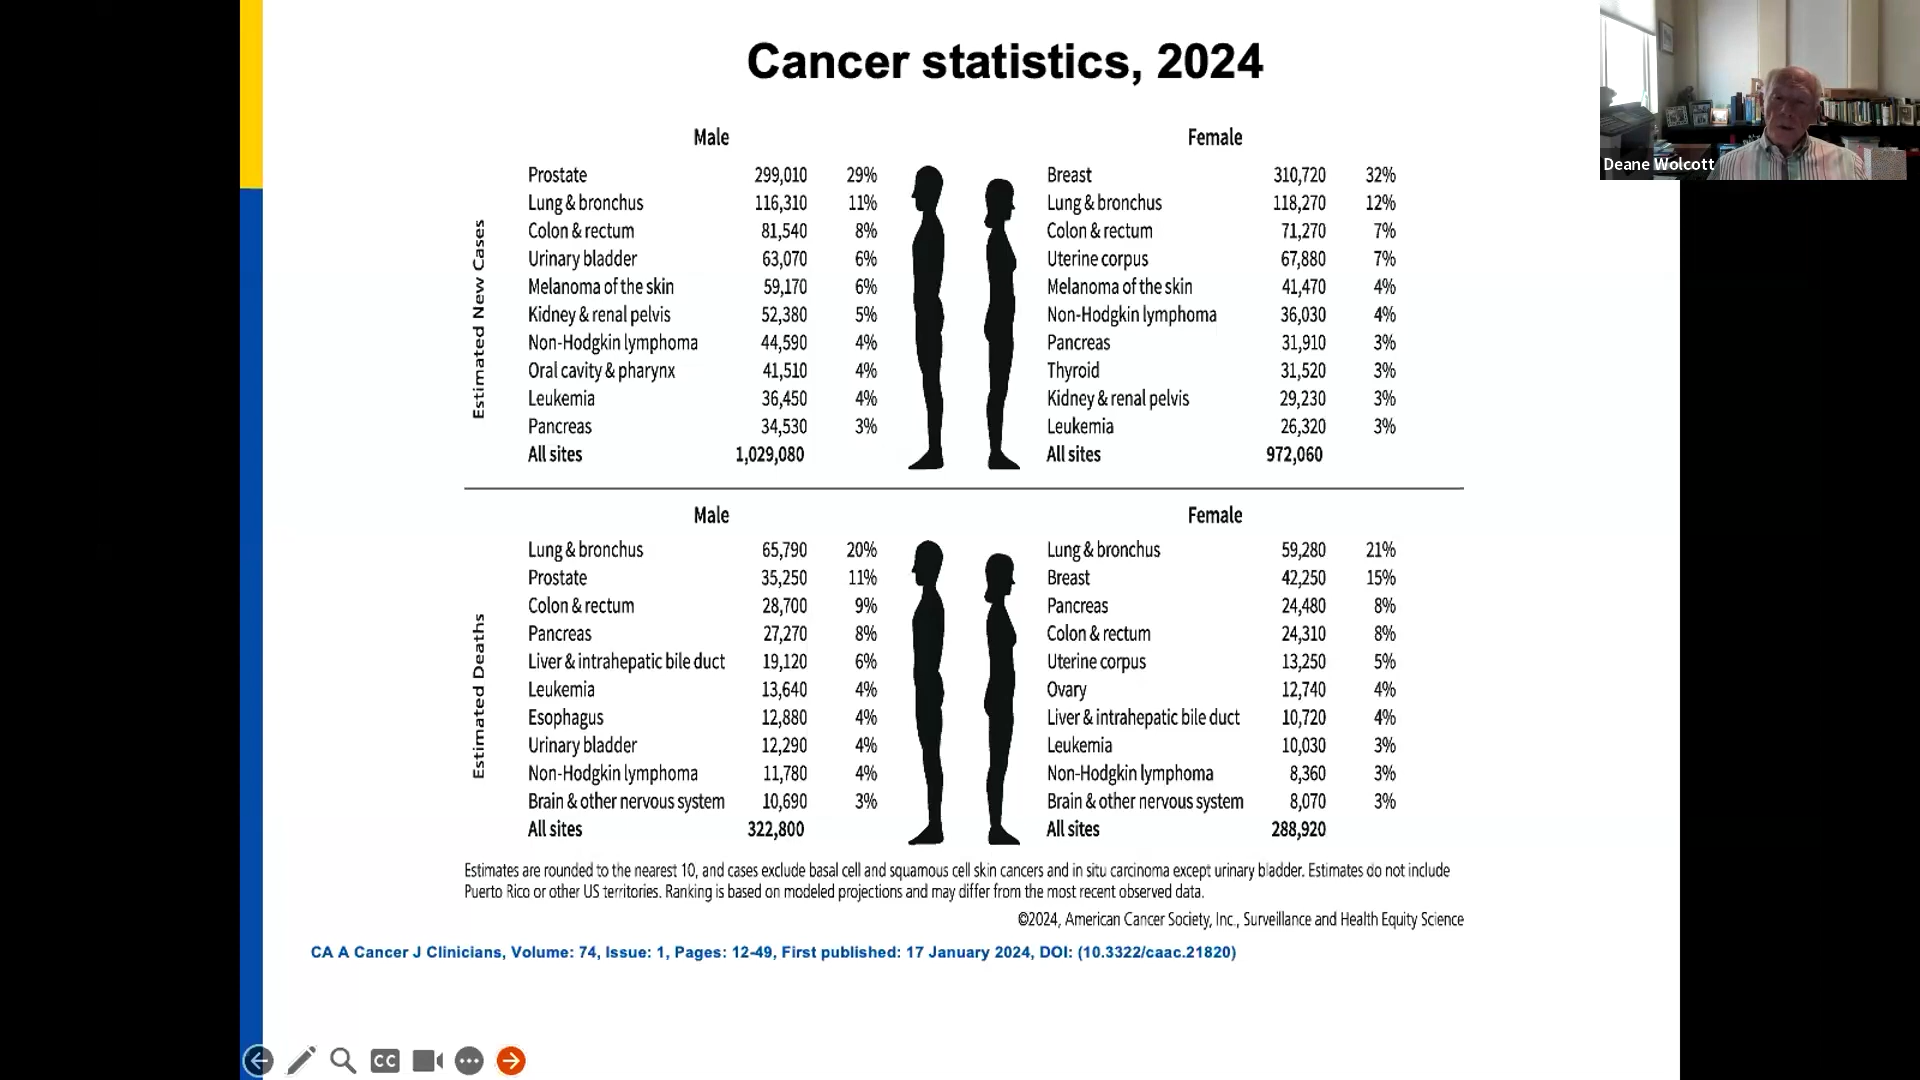 Cancer statistics, 2024
Deane Wolcott
Male Female
Estimated New Cases
Prostate 299,010 29% Breast 310,720 32%
Lung & bronchus 116,310 11% Lung & bronchus 118,270 12%
Colon & rectum 81,540 8% Colon & rectum 71,270 7%
Urinary bladder 63,070 6% Uterine corpus 67,880 7%
Melanoma of the skin 59,170 6% Melanoma of the skin 41,470 4%
Kidney & renal pelvis 52,380 5% Non-Hodgkin lymphoma 36,030 4%
Non-Hodgkin lymphoma 44,590 4% Pancreas 31,910 3%
Oral cavity & pharynx 41,510 4% Thyroid 31,520 3%
Leukemia 36,450 4% Kidney & renal pelvis 29,230 3%
Pancreas 34,530 3% Leukemia 26,320 3%
All sites 1,029,080 All sites 972,060
Male Female
Estimated Deaths
Lung & bronchus 65,790 20% Lung & bronchus 59,280 21%
Prostate 35,250 11% Breast 42,250 15%
Colon & rectum 28,700 9% Pancreas 24,480 8%
Pancreas 27,270 8% Colon & rectum 24,310 8%
Liver & intrahepatic bile duct 19,120 6% Uterine corpus 13,250 5%
Leukemia 13,640 4% Ovary 12,740 4%
Esophagus 12,880 4% Liver & intrahepatic bile duct 10,720 4%
Urinary bladder 12,290 4% Leukemia 10,030 3%
Non-Hodgkin lymphoma 11,780 4% Non-Hodgkin lymphoma 8,360 3%
Brain & other nervous system 10,690 3% Brain & other nervous system 8,070 3%
All sites 322,800 All sites 288,920
Estimates are rounded to the nearest 10, and cases exclude basal cell and squamous cell skin cancers and in situ carcinoma except urinary bladder. Estimates do not include
Puerto Rico or other US territories. Ranking is based on modeled projections and may differ from the most recent observed data.
©2024, American Cancer Society, Inc., Surveillance and Health Equity Science
CA A Cancer J Clinicians, Volume: 74, Issue: 1, Pages: 12-49, First published: 17 January 2024, DOI: (10.3322/caac.21820)
CC